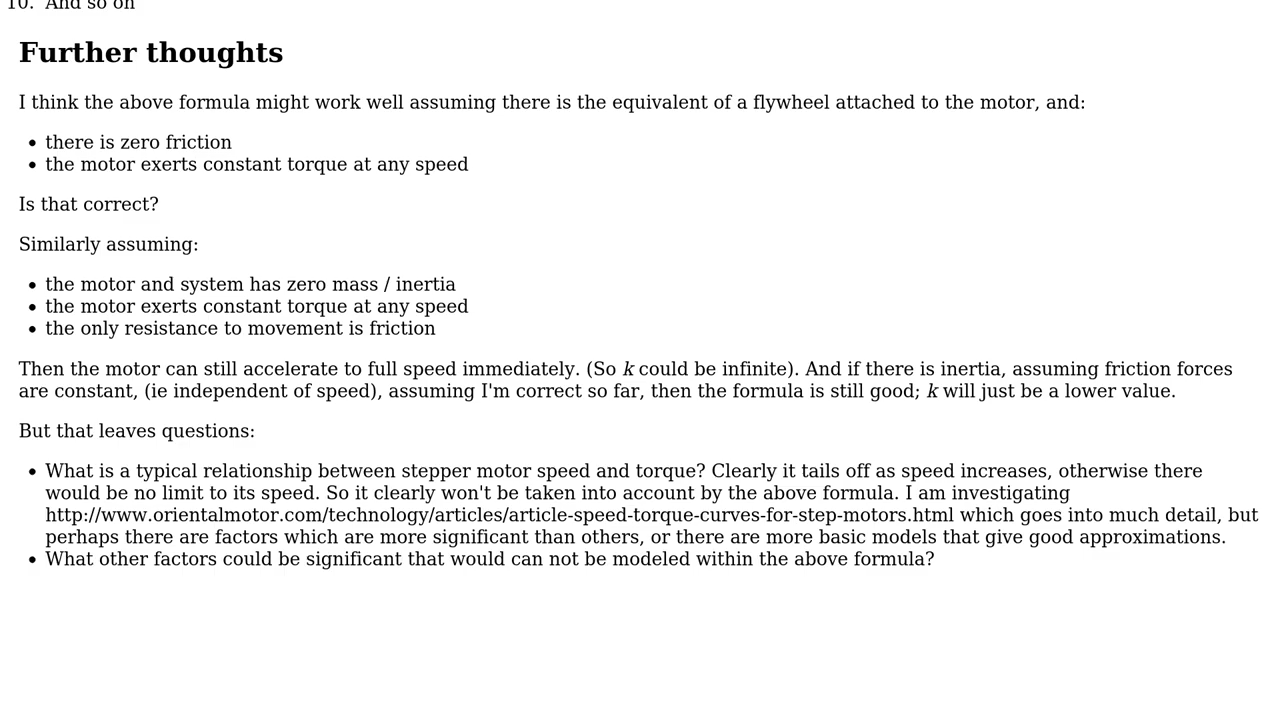 10. And so on
Further thoughts
I think the above formula might work well assuming there is the equivalent of a flywheel attached to the motor, and:
• there is zero friction
• the motor exerts constant torque at any speed
Is that correct?
Similarly assuming:
• the motor and system has zero mass / inertia
• the motor exerts constant torque at any speed
• the only resistance to movement is friction
Then the motor can still accelerate to full speed immediately. (So k could be infinite). And if there is inertia, assuming friction forces
are constant, (ie independent of speed), assuming I'm correct so far, then the formula is still good; k will just be a lower value.
But that leaves questions:
• What is a typical relationship between stepper motor speed and torque? Clearly it tails off as speed increases, otherwise there
would be no limit to its speed. So it clearly won't be taken into account by the above formula. I am investigating
http://www.orientalmotor.com/technology/articles/article-speed-torque-curves-for-step-motors.html which goes into much detail, but
perhaps there are factors which are more significant than others, or there are more basic models that give good approximations.
• What other factors could be significant that would can not be modeled within the above formula?